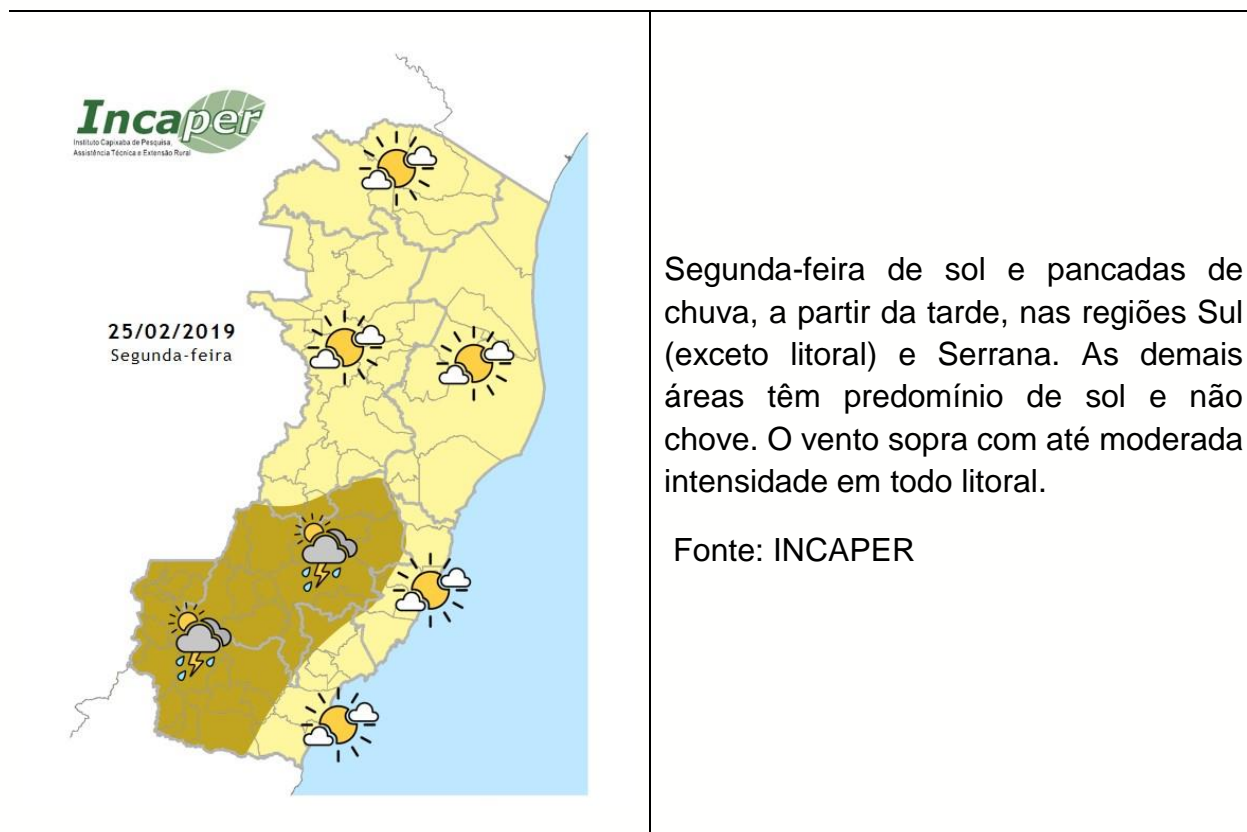 Incaper
Instituto Capixaba de Pesquisa,
Assistência Técnica e Extensão Rural
25/02/2019
Segunda-feira
Segunda-feira de sol e pancadas de
chuva, a partir da tarde, nas regiões Sul
(exceto litoral) e Serrana. As demais
áreas têm predomínio de sol e não
chove. O vento sopra com até moderada
intensidade em todo litoral.
Fonte: INCAPER